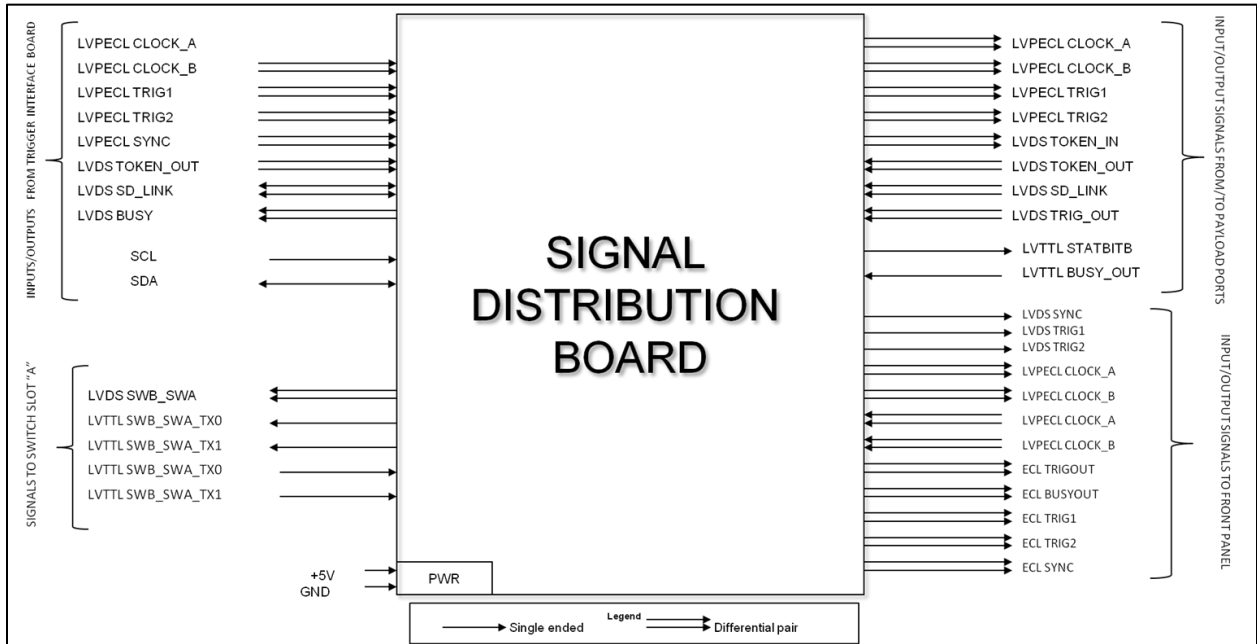 INPUTS/OUTPUTS FROM TRIGGER INTERFACE BOARD
LVPECL CLOCK_A
LVPECL CLOCK_B
LVPECL TRIG1
LVPECL TRIG2
LVPECL SYNC
LVDS TOKEN_OUT
LVDS SD_LINK
LVDS BUSY
SCL
SDA
SIGNALS TO SWITCH SLOT "A"
LVDS SWB_SWA
LVTTL SWB_SWA_TX0
LVTTL SWB_SWA_TX1
LVTTL SWB_SWA_TX0
LVTTL SWB_SWA_TX1
+5V
GND
PWR
SIGNAL
DISTRIBUTION
BOARD
LVPECL CLOCK_A
LVPECL CLOCK_B
LVPECL TRIG1
LVPECL TRIG2
LVDS TOKEN_IN
LVDS TOKEN_OUT
LVDS SD_LINK
LVDS TRIG_OUT
LVTTL STATBITB
LVTTL BUSY_OUT
INPUT/OUTPUT SIGNALS FROM/TO PAYLOAD PORTS
LVDS SYNC
LVDS TRIG1
LVDS TRIG2
LVPECL CLOCK_A
LVPECL CLOCK_B
LVPECL CLOCK_A
LVPECL CLOCK_B
ECL TRIGOUT
ECL BUSYOUT
ECL TRIG1
ECL TRIG2
ECL SYNC
INPUT/OUTPUT SIGNALS TO FRONT PANEL
Legend
Single ended
Differential pair